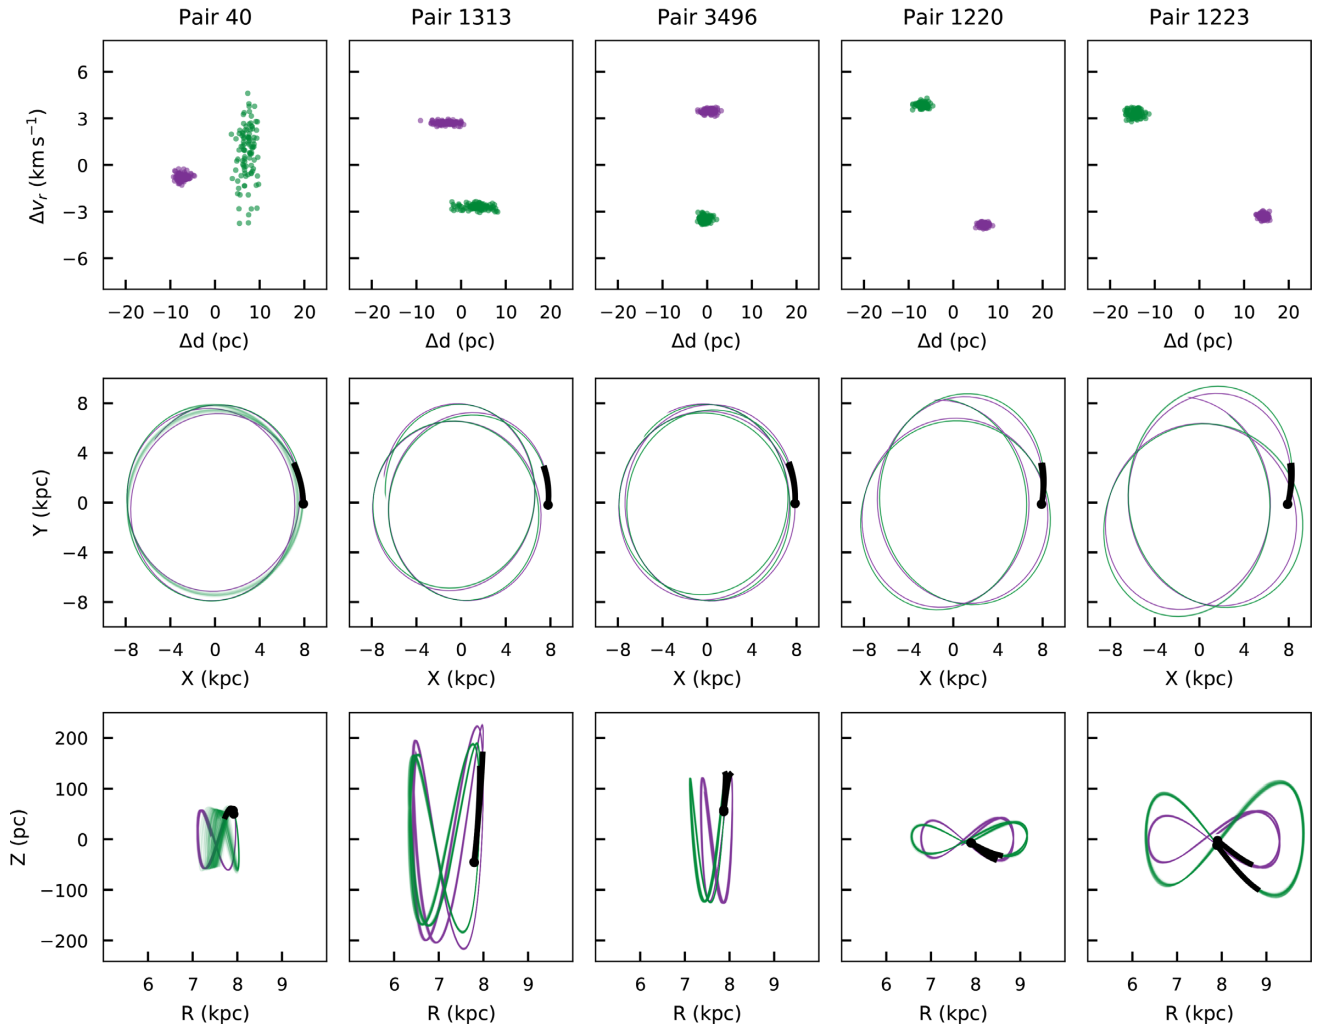 Pair 40 Pair 1313 Pair 3496 Pair 1220 Pair 1223
6
3
0
−3
−6
Δv_r (km s⁻¹)
−20 −10 0 10 20 −20 −10 0 10 20 −20 −10 0 10 20 −20 −10 0 10 20 −20 −10 0 10 20
Δd (pc) Δd (pc) Δd (pc) Δd (pc) Δd (pc)
8
4
0
−4
−8
Y (kpc)
−8 −4 0 4 8 −8 −4 0 4 8 −8 −4 0 4 8 −8 −4 0 4 8 −8 −4 0 4 8
X (kpc) X (kpc) X (kpc) X (kpc) X (kpc)
200
100
0
−100
−200
Z (pc)
6 7 8 9 6 7 8 9 6 7 8 9 6 7 8 9 6 7 8 9
R (kpc) R (kpc) R (kpc) R (kpc) R (kpc)